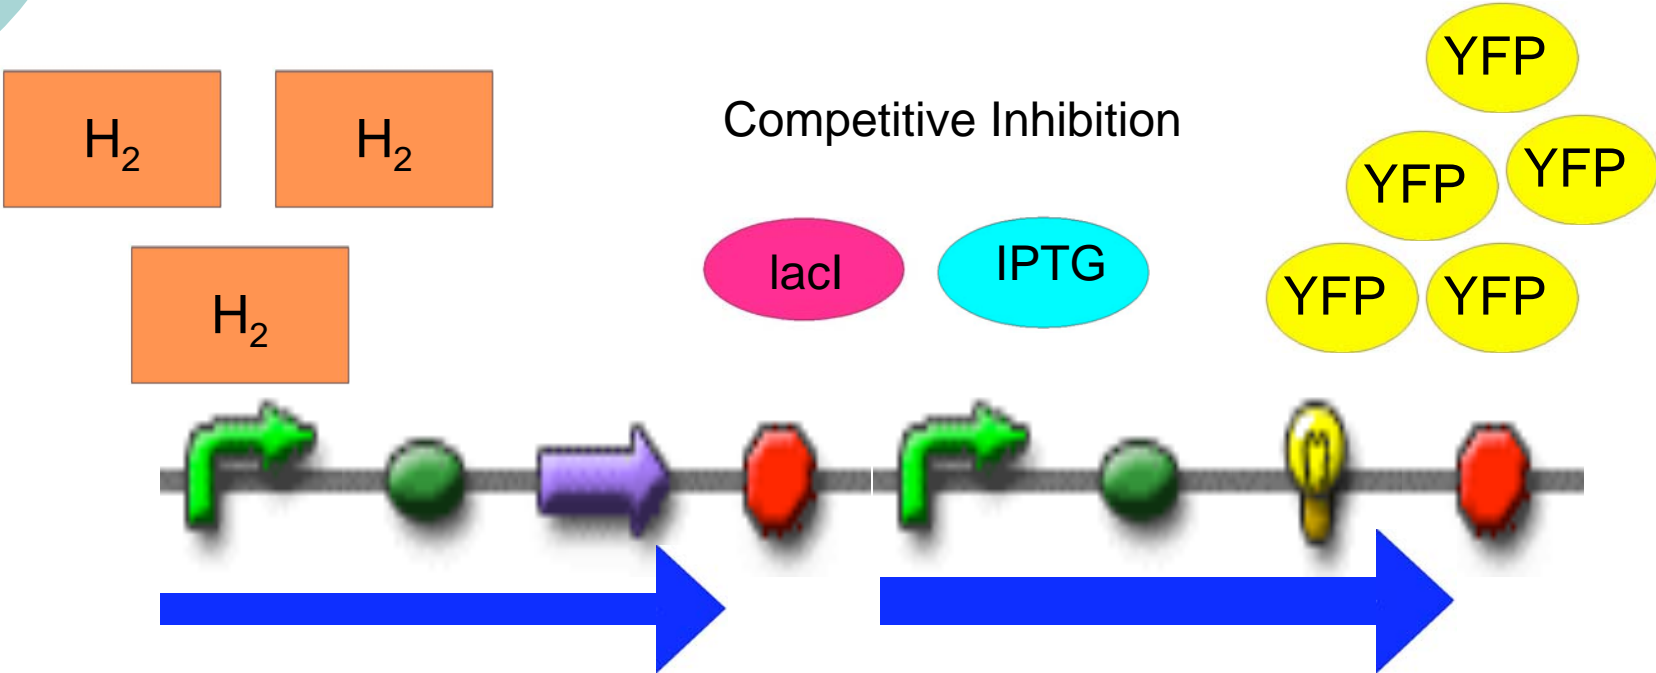 H₂
H₂
H₂
Competitive Inhibition
lacI
IPTG
YFP
YFP
YFP
YFP
YFP